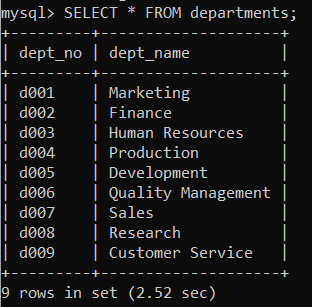 mysql> SELECT * FROM departments;
+---------+--------------------+
| dept_no | dept_name          |
+---------+--------------------+
| d001    | Marketing          |
| d002    | Finance            |
| d003    | Human Resources    |
| d004    | Production         |
| d005    | Development        |
| d006    | Quality Management |
| d007    | Sales              |
| d008    | Research           |
| d009    | Customer Service   |
+---------+--------------------+
9 rows in set (2.52 sec)